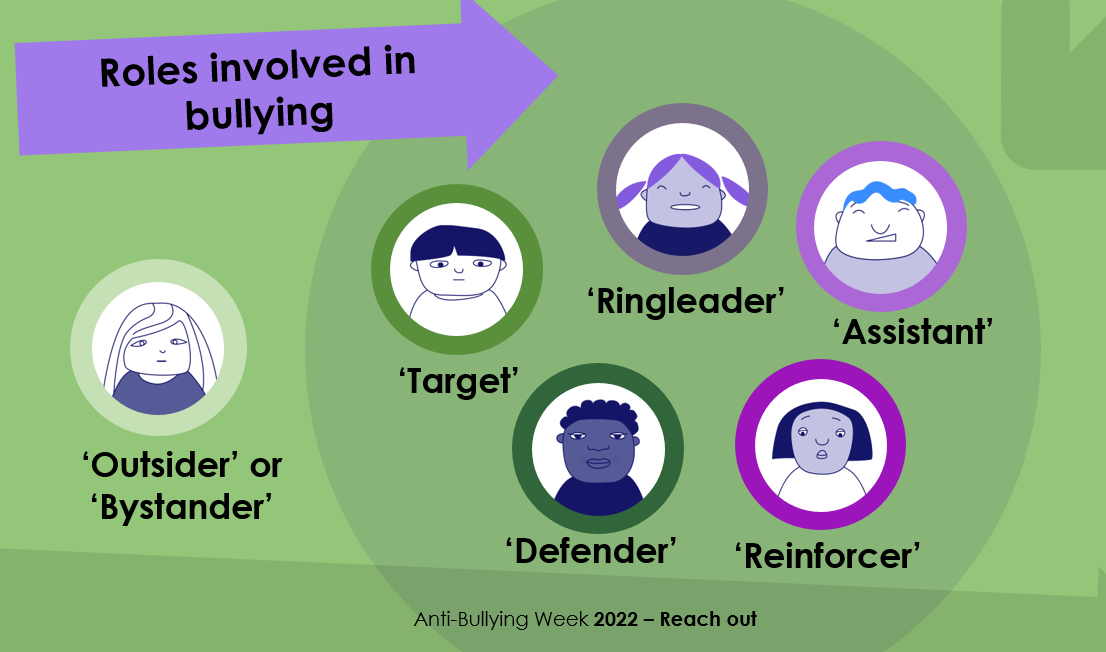 Roles involved in
bullying
‘Ringleader’
‘Assistant’
‘Target’
‘Outsider’ or
‘Bystander’
‘Defender’
‘Reinforcer’
Anti-Bullying Week 2022 – Reach out